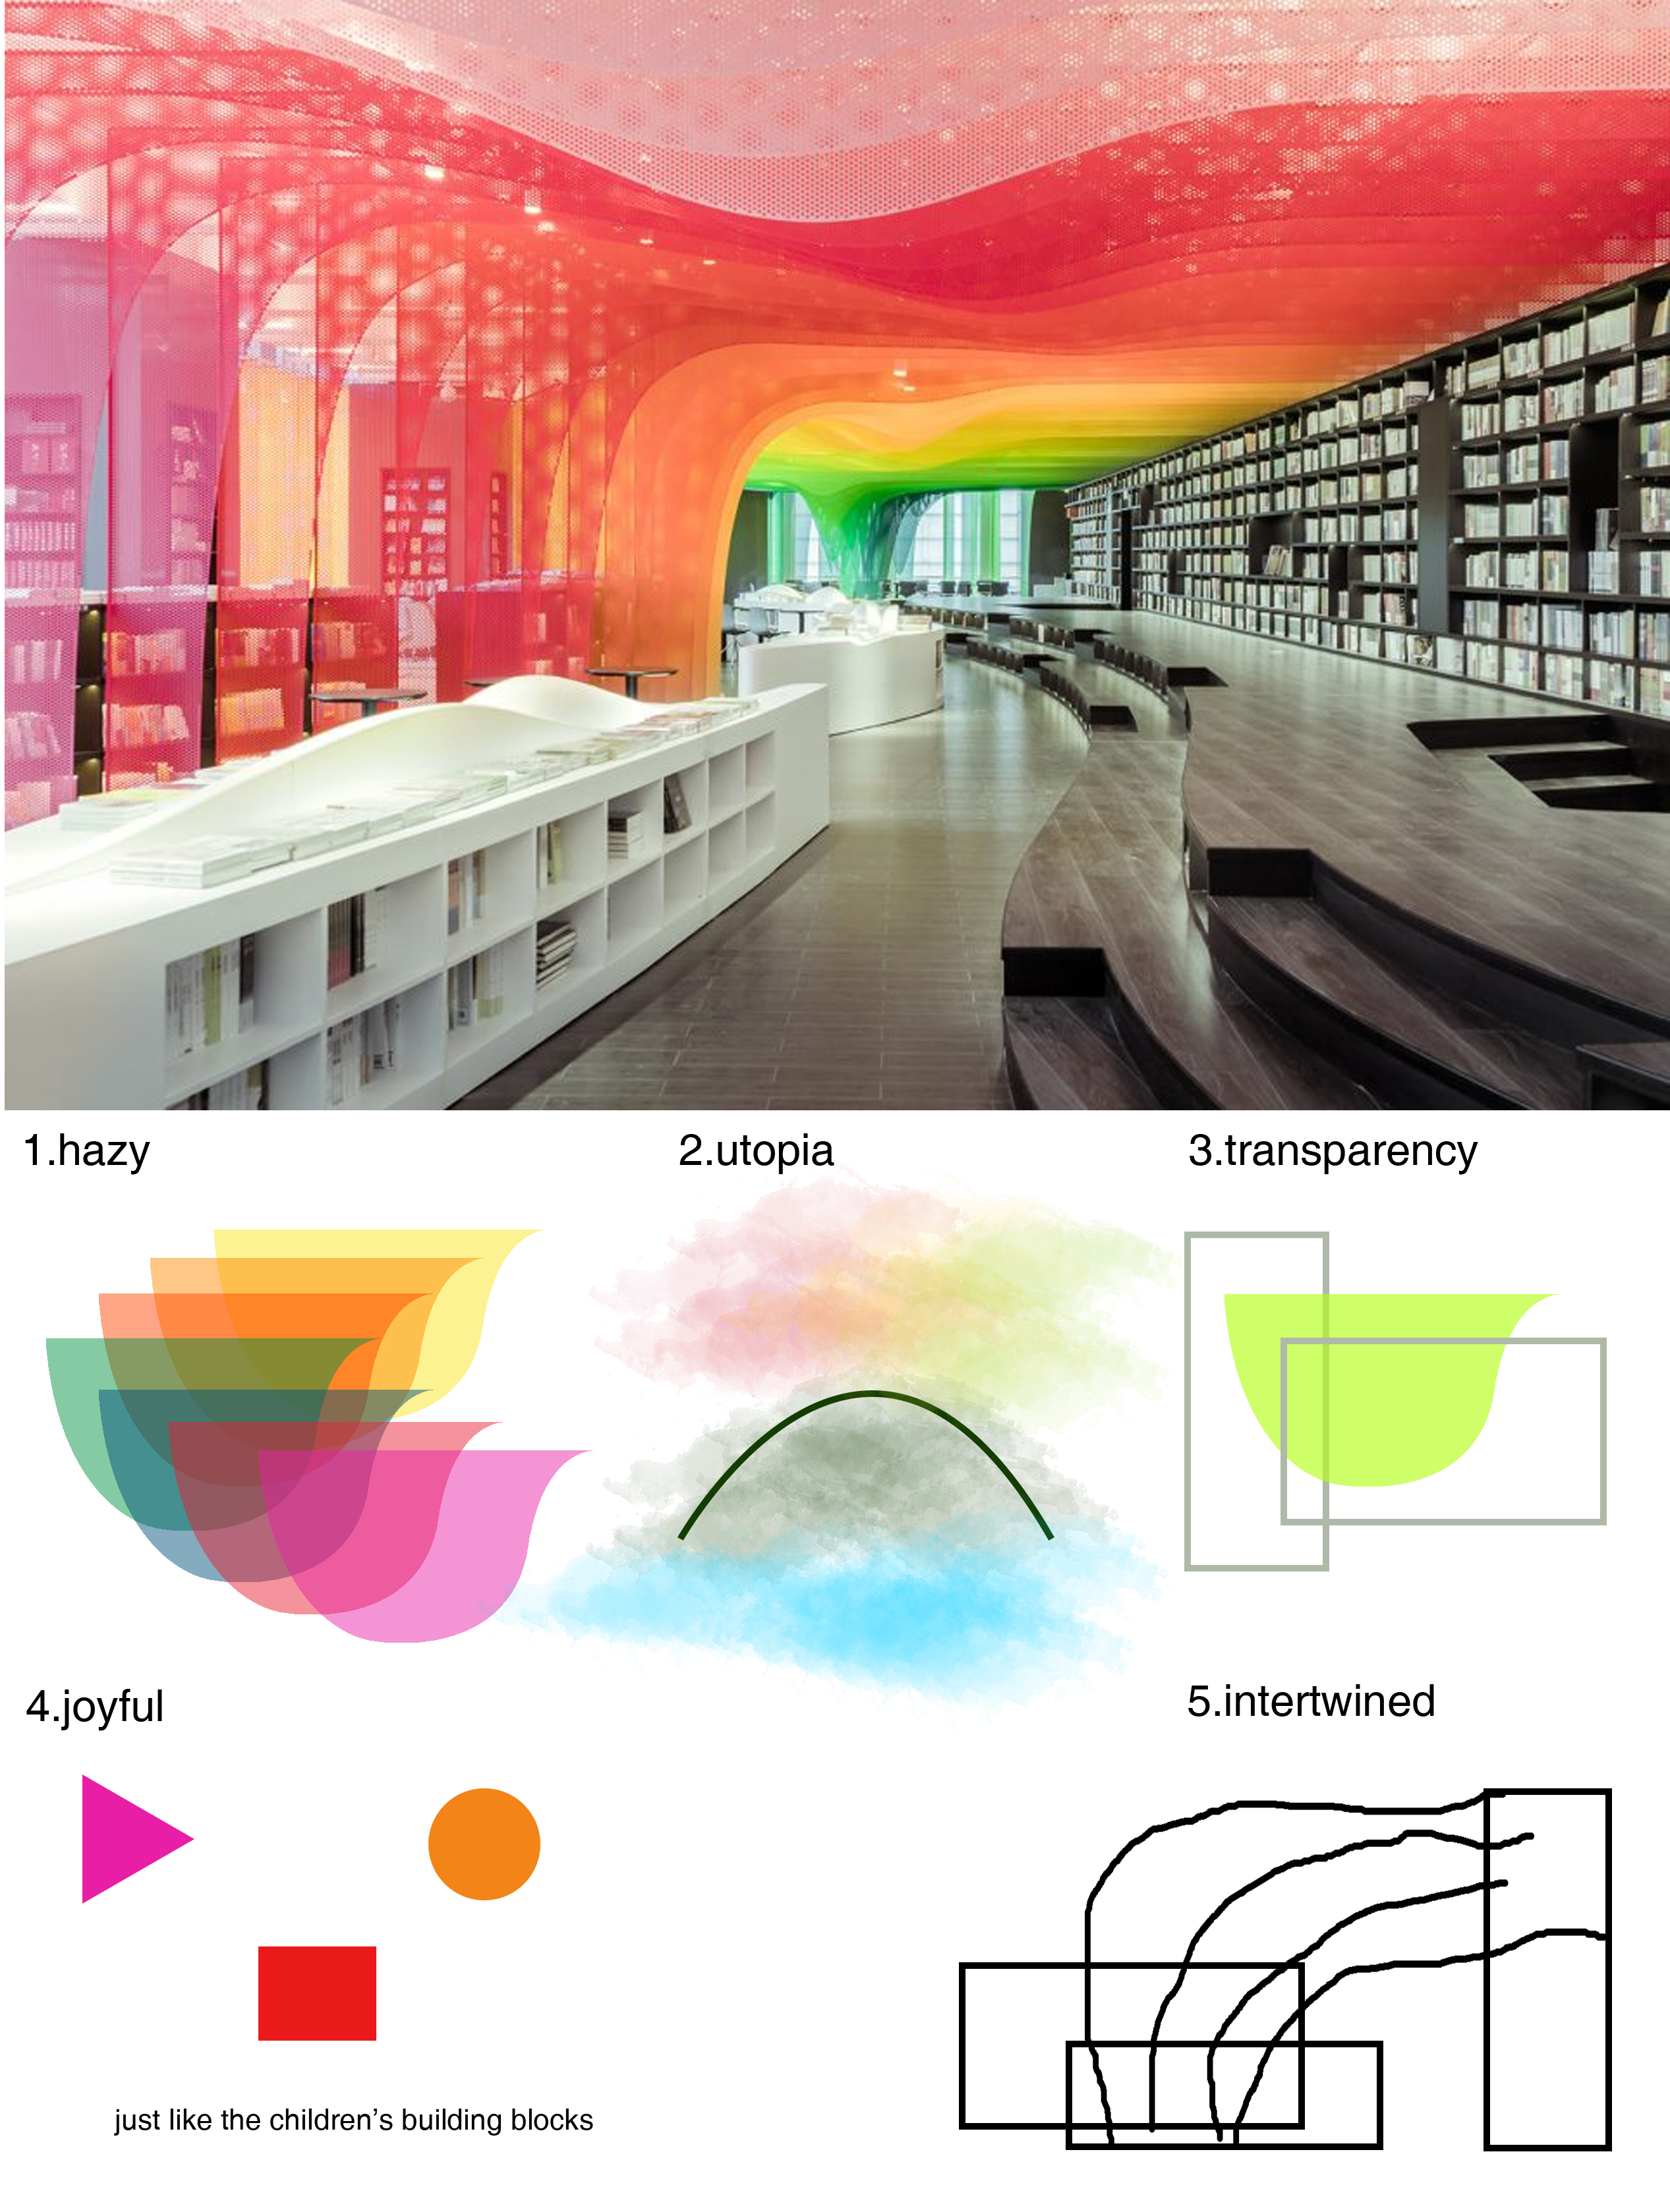 1.hazy
2.utopia
3.transparency
4.joyful
5.intertwined
just like the children’s building blocks